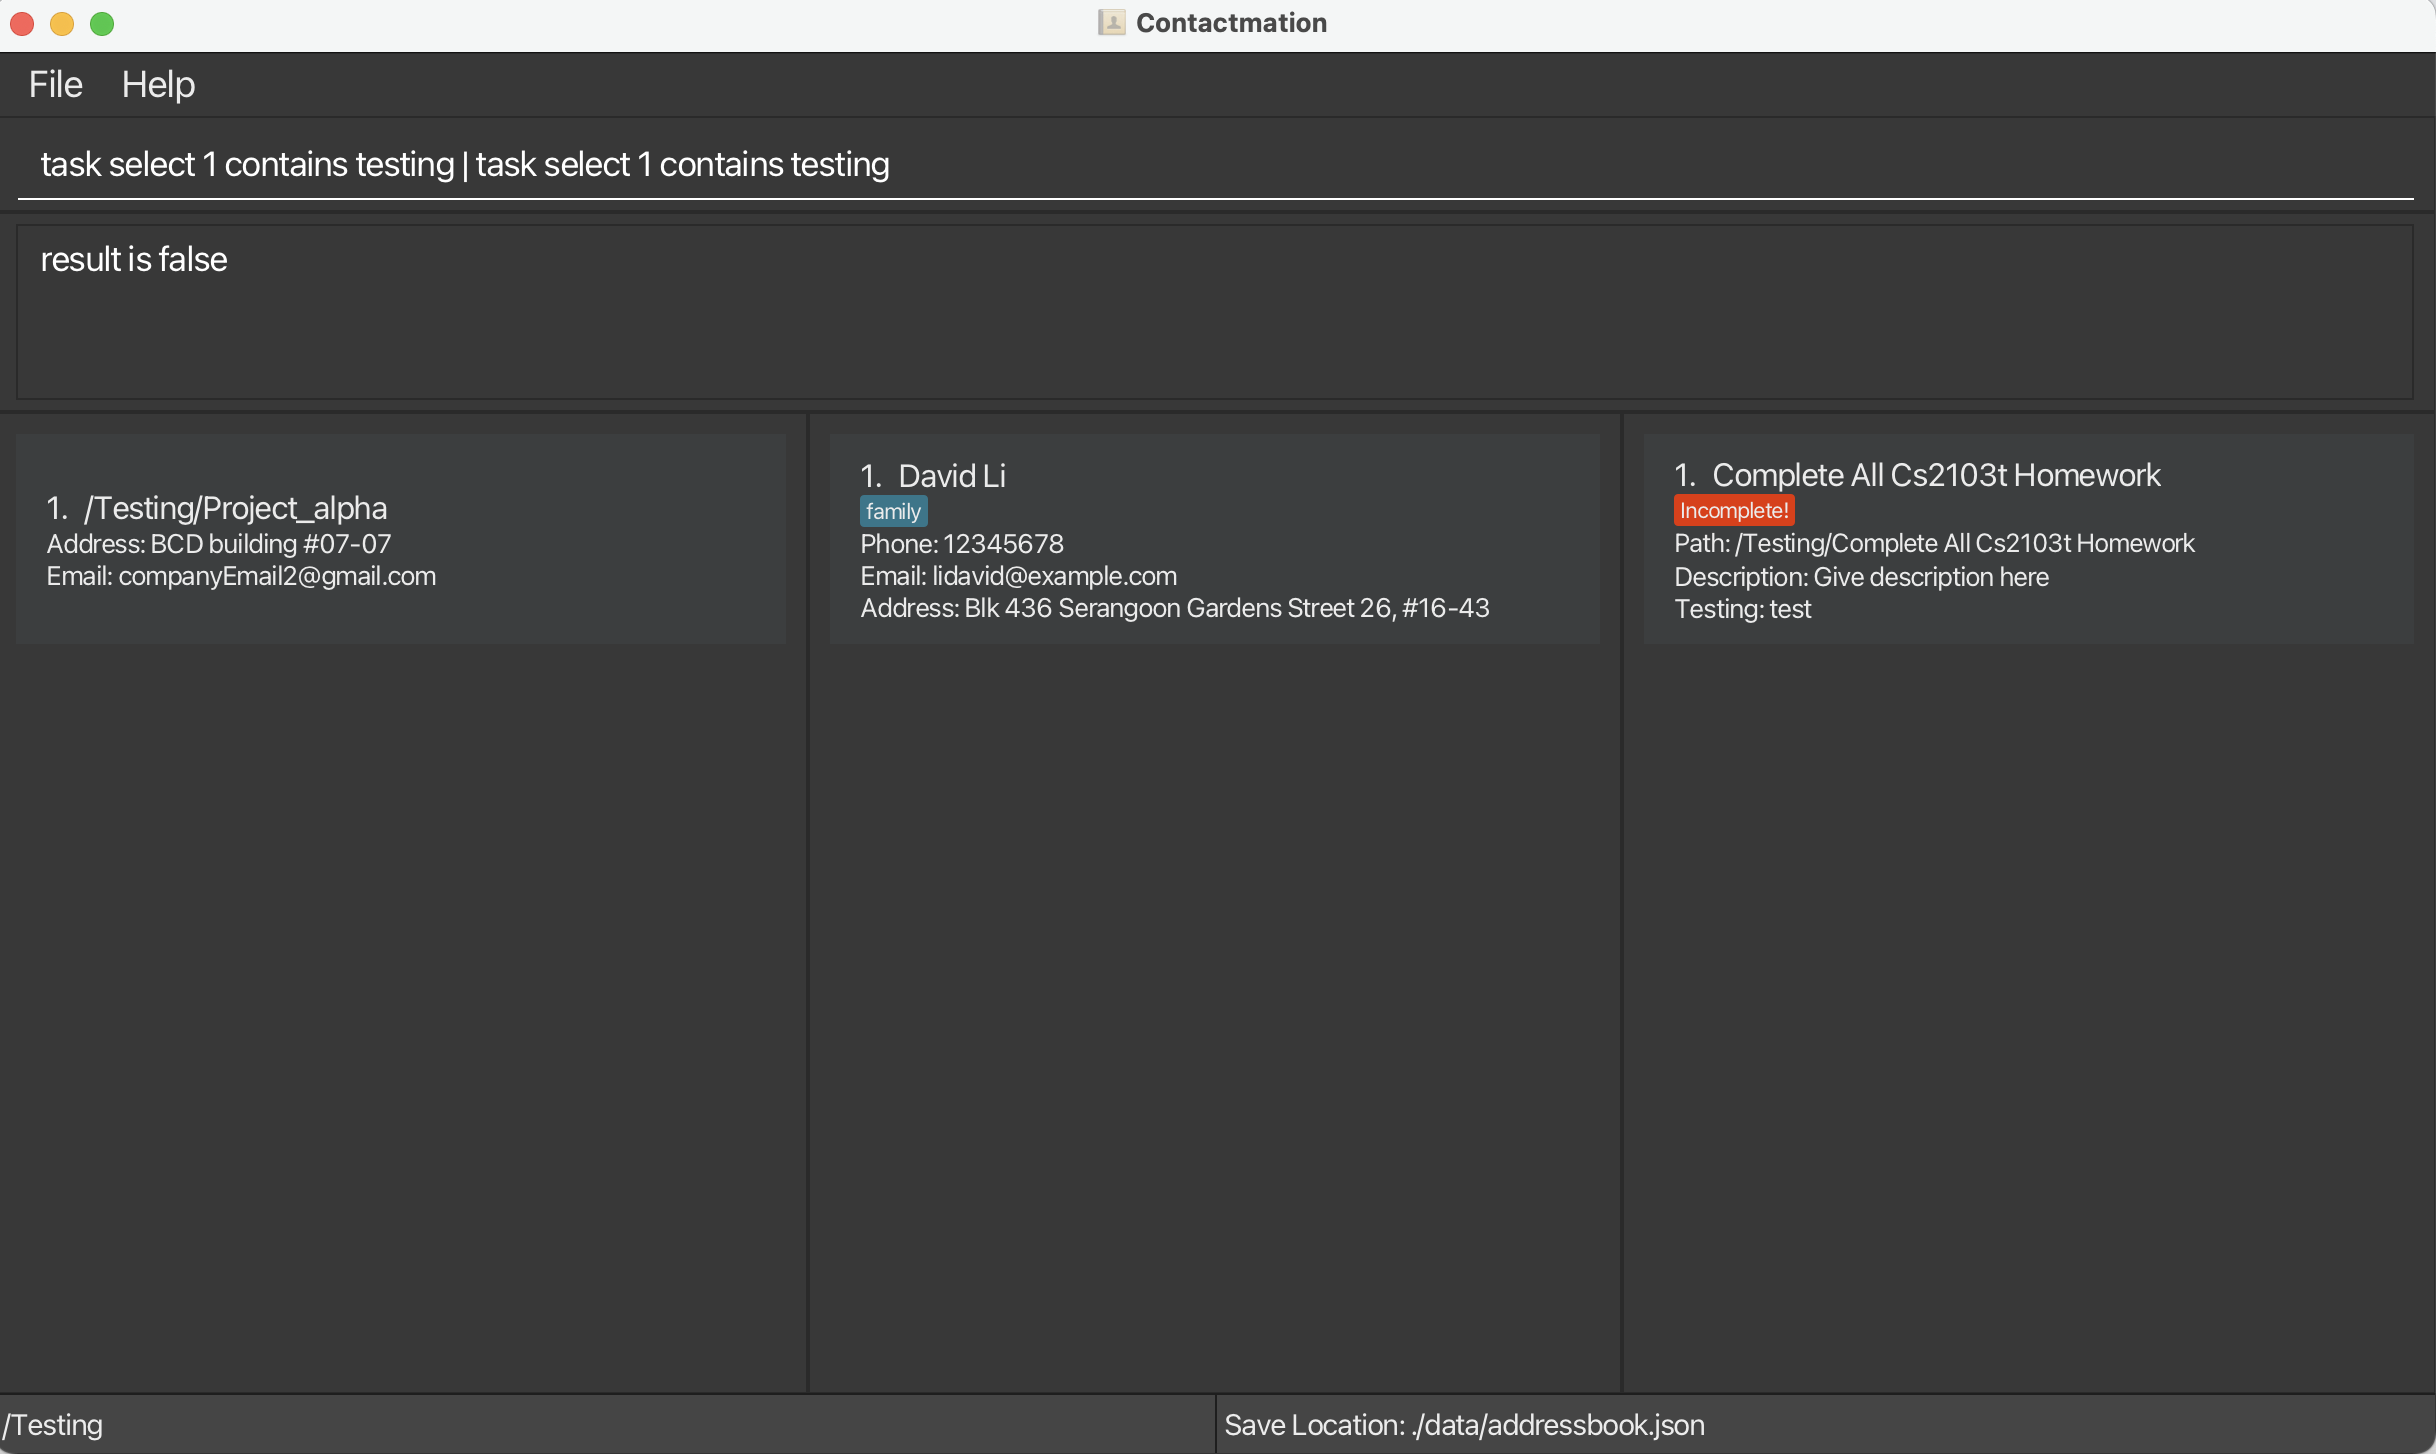 Contactmation
File Help
task select 1 contains testing | task select 1 contains testing
result is false
1. /Testing/Project_alpha
Address: BCD building #07-07
Email: companyEmail2@gmail.com
1. David Li
family
Phone: 12345678
Email: lidavid@example.com
Address: Blk 436 Serangoon Gardens Street 26, #16-43
1. Complete All Cs2103t Homework
Incomplete!
Path: /Testing/Complete All Cs2103t Homework
Description: Give description here
Testing: test
/Testing
Save Location: ./data/addressbook.json